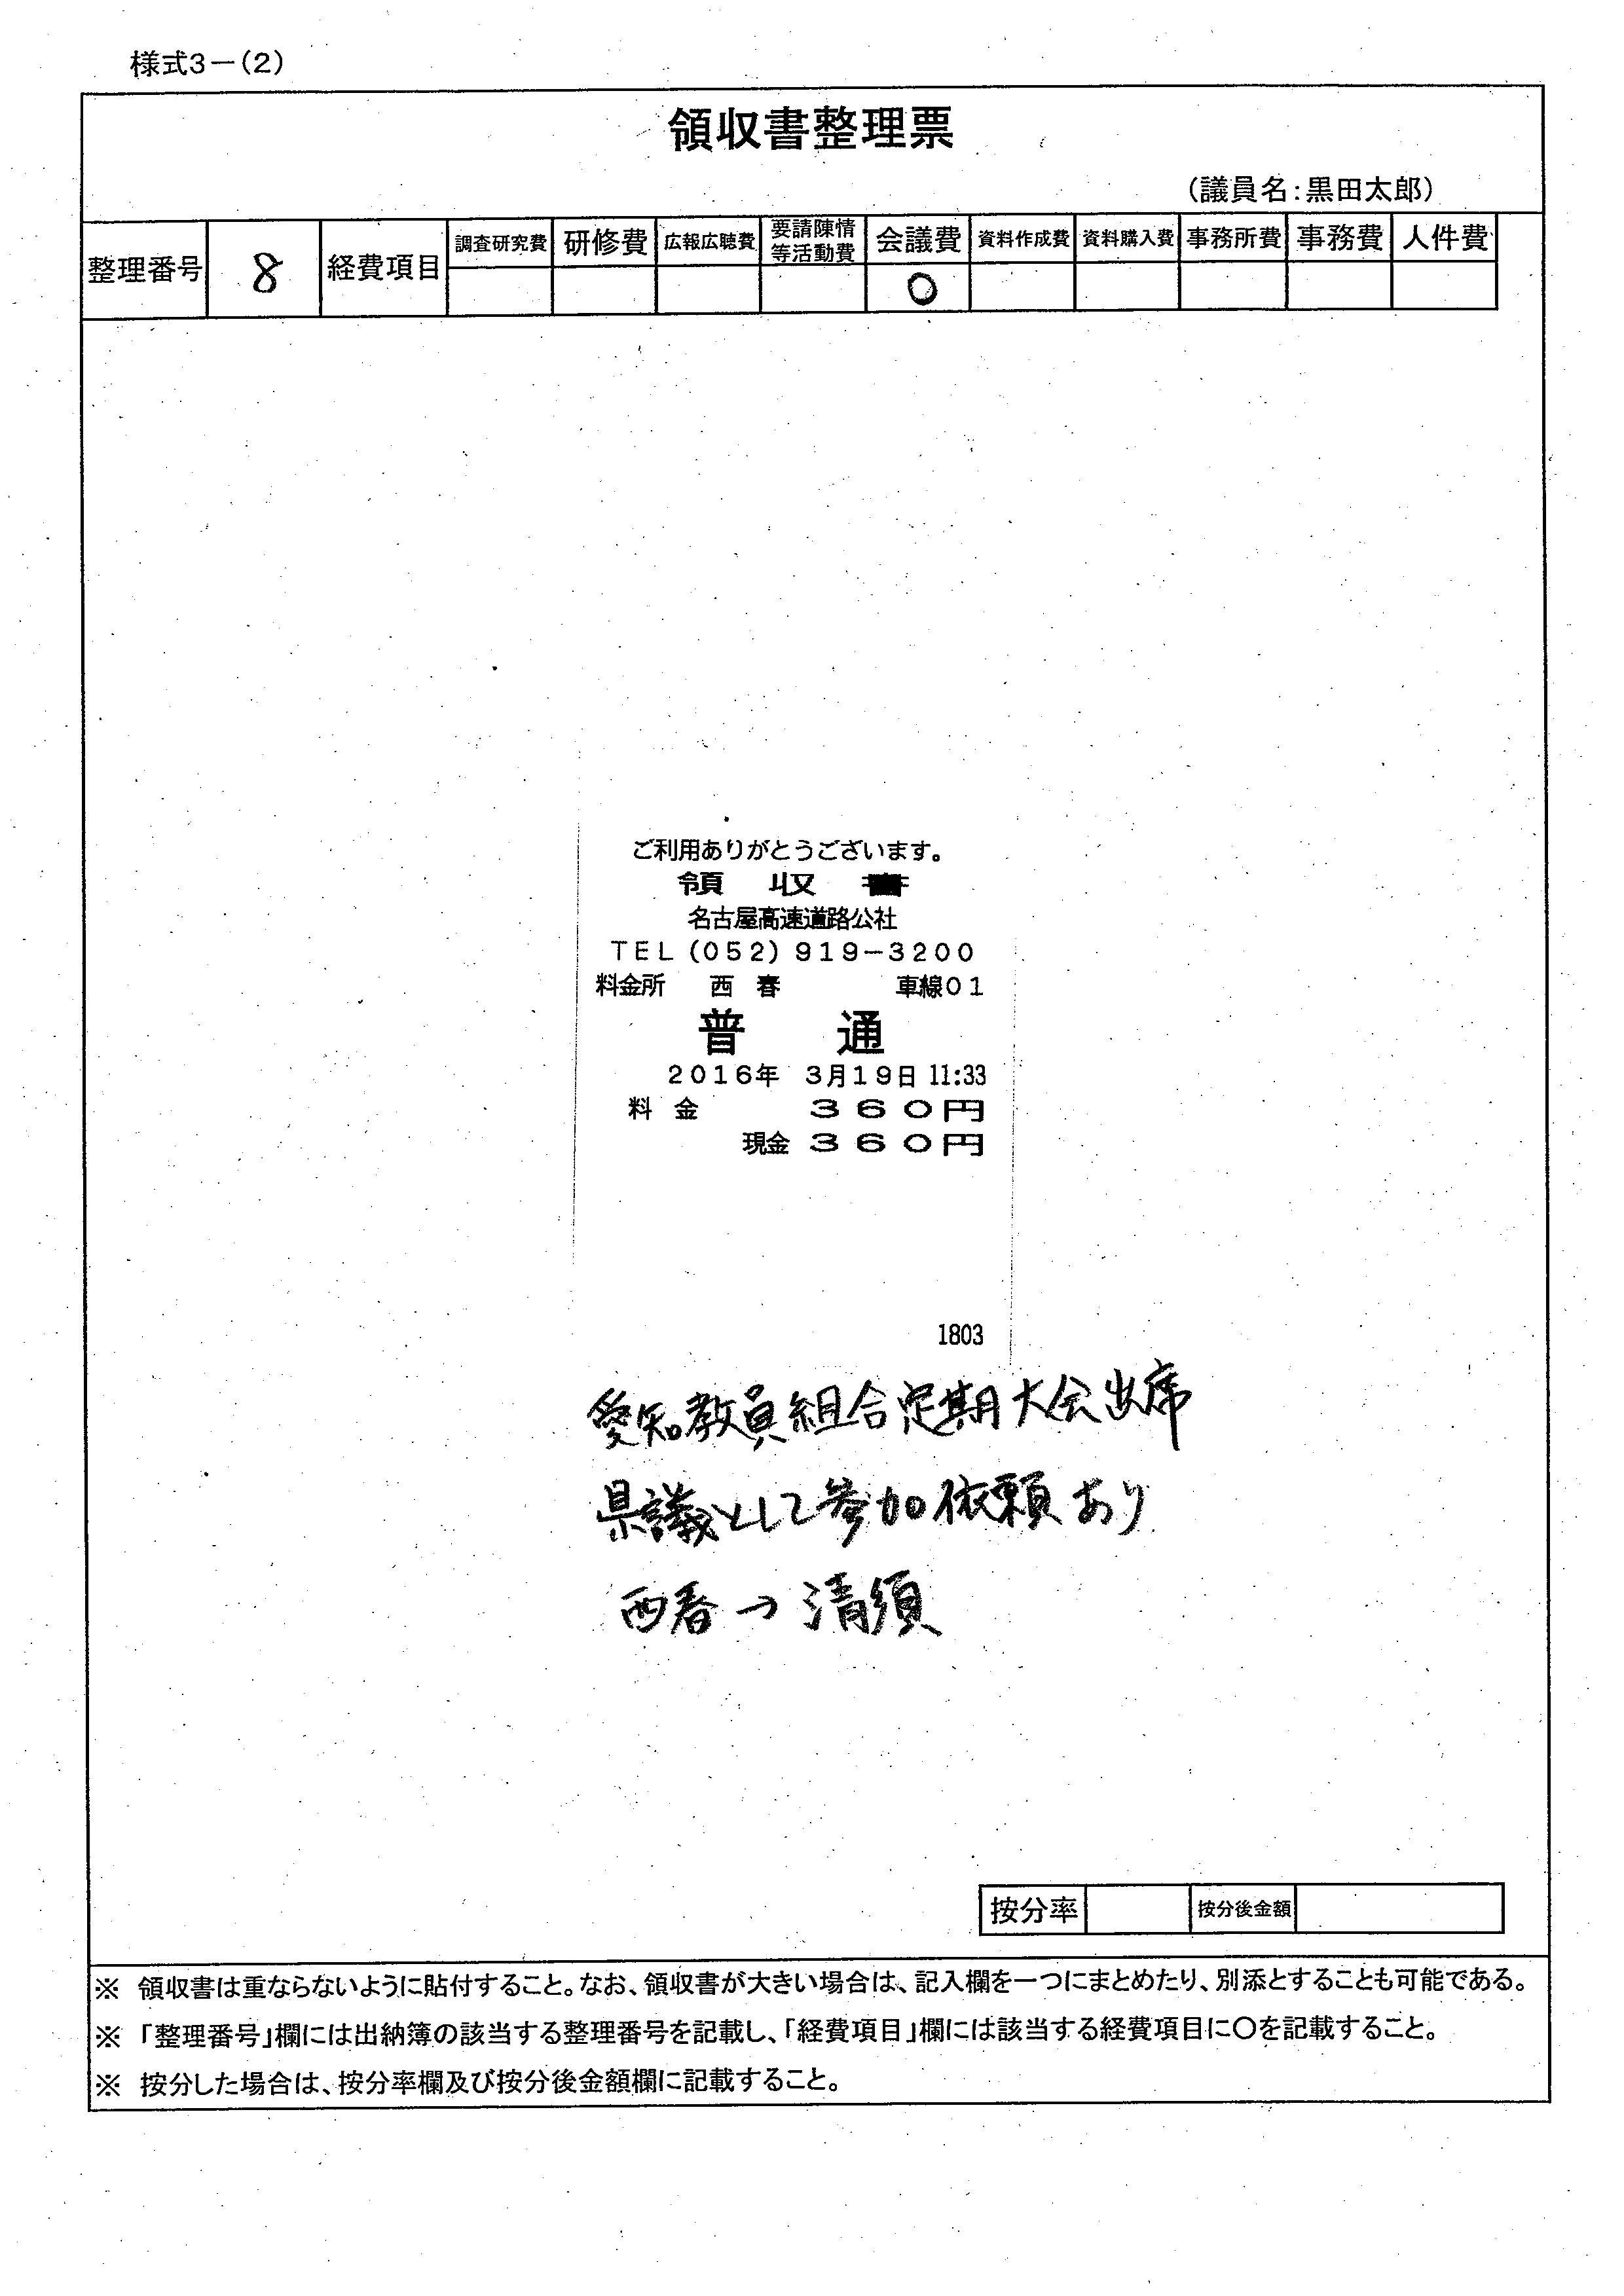 様式3－(2)
領収書整理票
（議員名：黒田太郎）
整理番号 8 経費項目 調査研究費 研修費 広報広聴費 要請陳情等活動費 会議費 資料作成費 資料購入費 事務所費 事務費 人件費
○
ご利用ありがとうございます。
領 収 書
名古屋高速道路公社
TEL（052）919－3200
料金所 西 春 車線01
普 通
2016年 3月19日 11:33
料 金 360円
現金 360円
1803
愛知教員組合定期大会出席
県議として参加依頼あり
西春→清須
按分率 按分後金額
※ 領収書は重ならないように貼付すること。なお、領収書が大きい場合は、記入欄を一つにまとめたり、別添とすることも可能である。
※ 「整理番号」欄には出納簿の該当する整理番号を記載し、「経費項目」欄には該当する経費項目に〇を記載すること。
※ 按分した場合は、按分率欄及び按分後金額欄に記載すること。